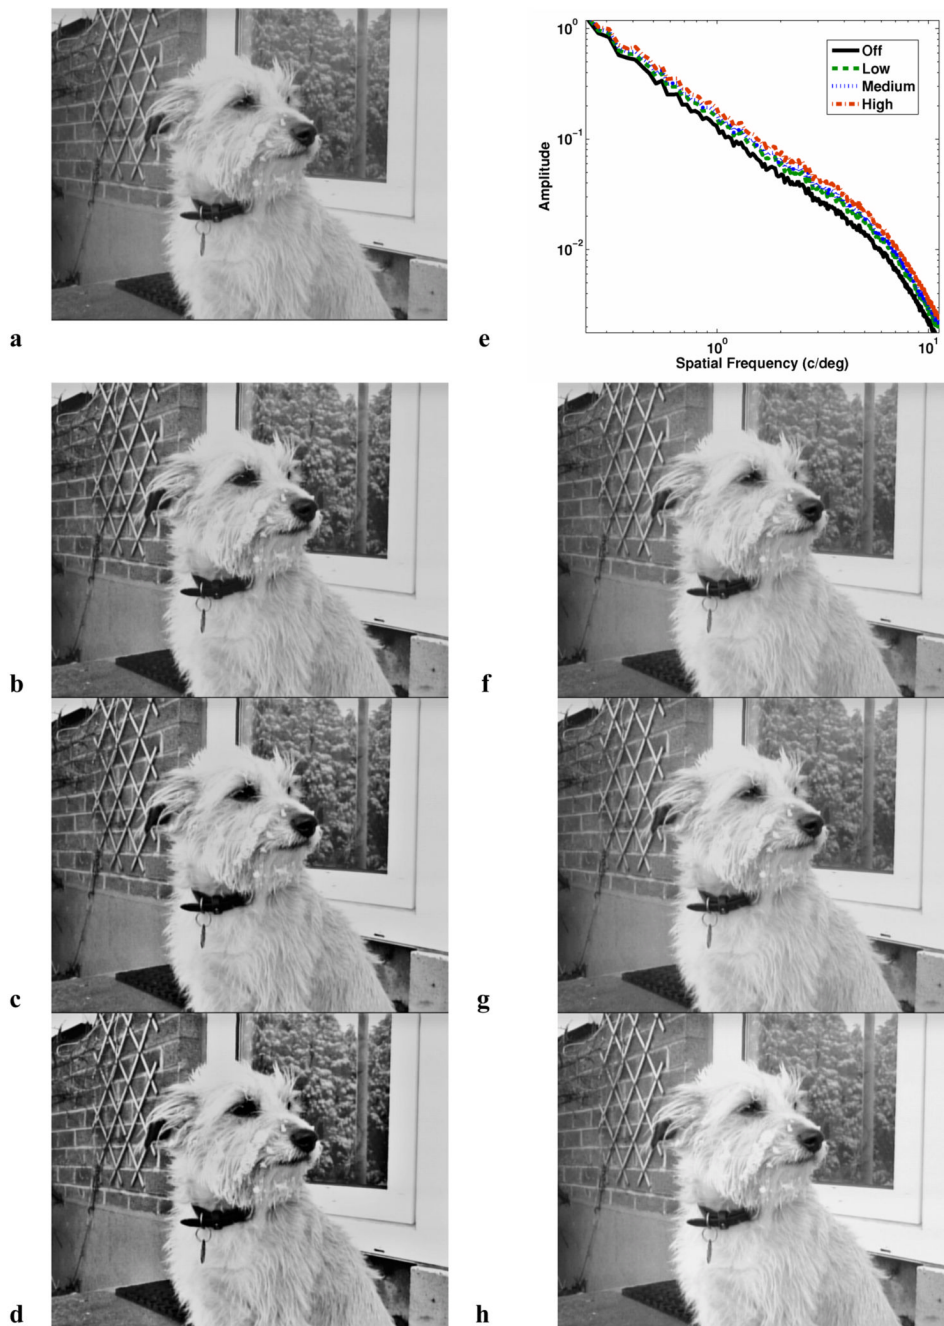 a
e
10⁰
10⁻¹
10⁻²
Amplitude
Off
Low
Medium
High
10⁰
10¹
Spatial Frequency (c/deg)
b
f
c
g
d
h